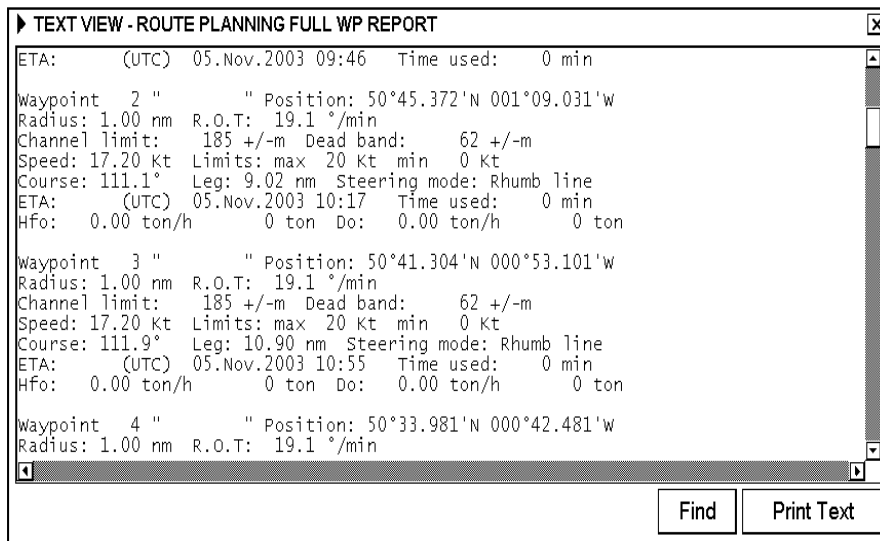 TEXT VIEW - ROUTE PLANNING FULL WP REPORT
ETA: (UTC) 05.Nov.2003 09:46 Time used: 0 min
Waypoint 2 " " Position: 50°45.372'N 001°09.031'W
Radius: 1.00 nm R.O.T: 19.1 °/min
Channel limit: 185 +/-m Dead band: 62 +/-m
Speed: 17.20 Kt Limits: max 20 Kt min 0 Kt
Course: 111.1° Leg: 9.02 nm Steering mode: Rhumb line
ETA: (UTC) 05.Nov.2003 10:17 Time used: 0 min
Hfo: 0.00 ton/h 0 ton Do: 0.00 ton/h 0 ton
Waypoint 3 " " Position: 50°41.304'N 000°53.101'W
Radius: 1.00 nm R.O.T: 19.1 °/min
Channel limit: 185 +/-m Dead band: 62 +/-m
Speed: 17.20 Kt Limits: max 20 Kt min 0 Kt
Course: 111.9° Leg: 10.90 nm Steering mode: Rhumb line
ETA: (UTC) 05.Nov.2003 10:55 Time used: 0 min
Hfo: 0.00 ton/h 0 ton Do: 0.00 ton/h 0 ton
Waypoint 4 " " Position: 50°33.981'N 000°42.481'W
Radius: 1.00 nm R.O.T: 19.1 °/min
Find Print Text